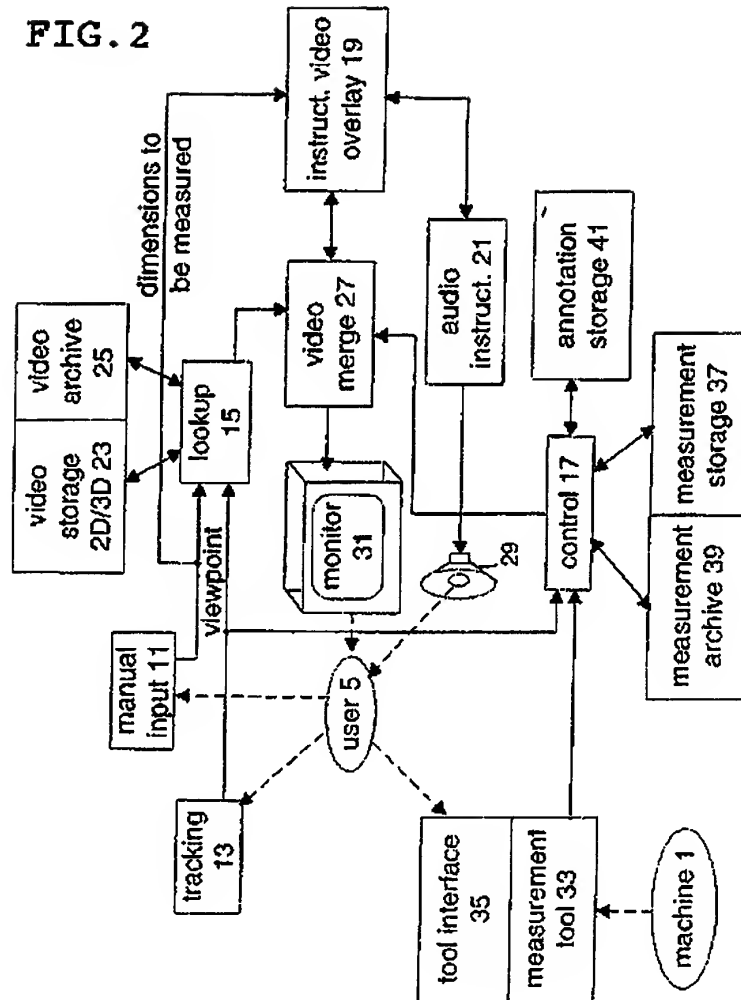 FIG. 2
video
storage
2D/3D 23
video
archive
25
dimensions to
be measured
manual
input 11
viewpoint
lookup
15
instruct. video
overlay 19
tracking
13
user 5
monitor
31
video
merge 27
29
audio
instruct. 21
tool interface
35
measurement
tool 33
control 17
annotation
storage 41
machine 1
measurement
archive 39
measurement
storage 37